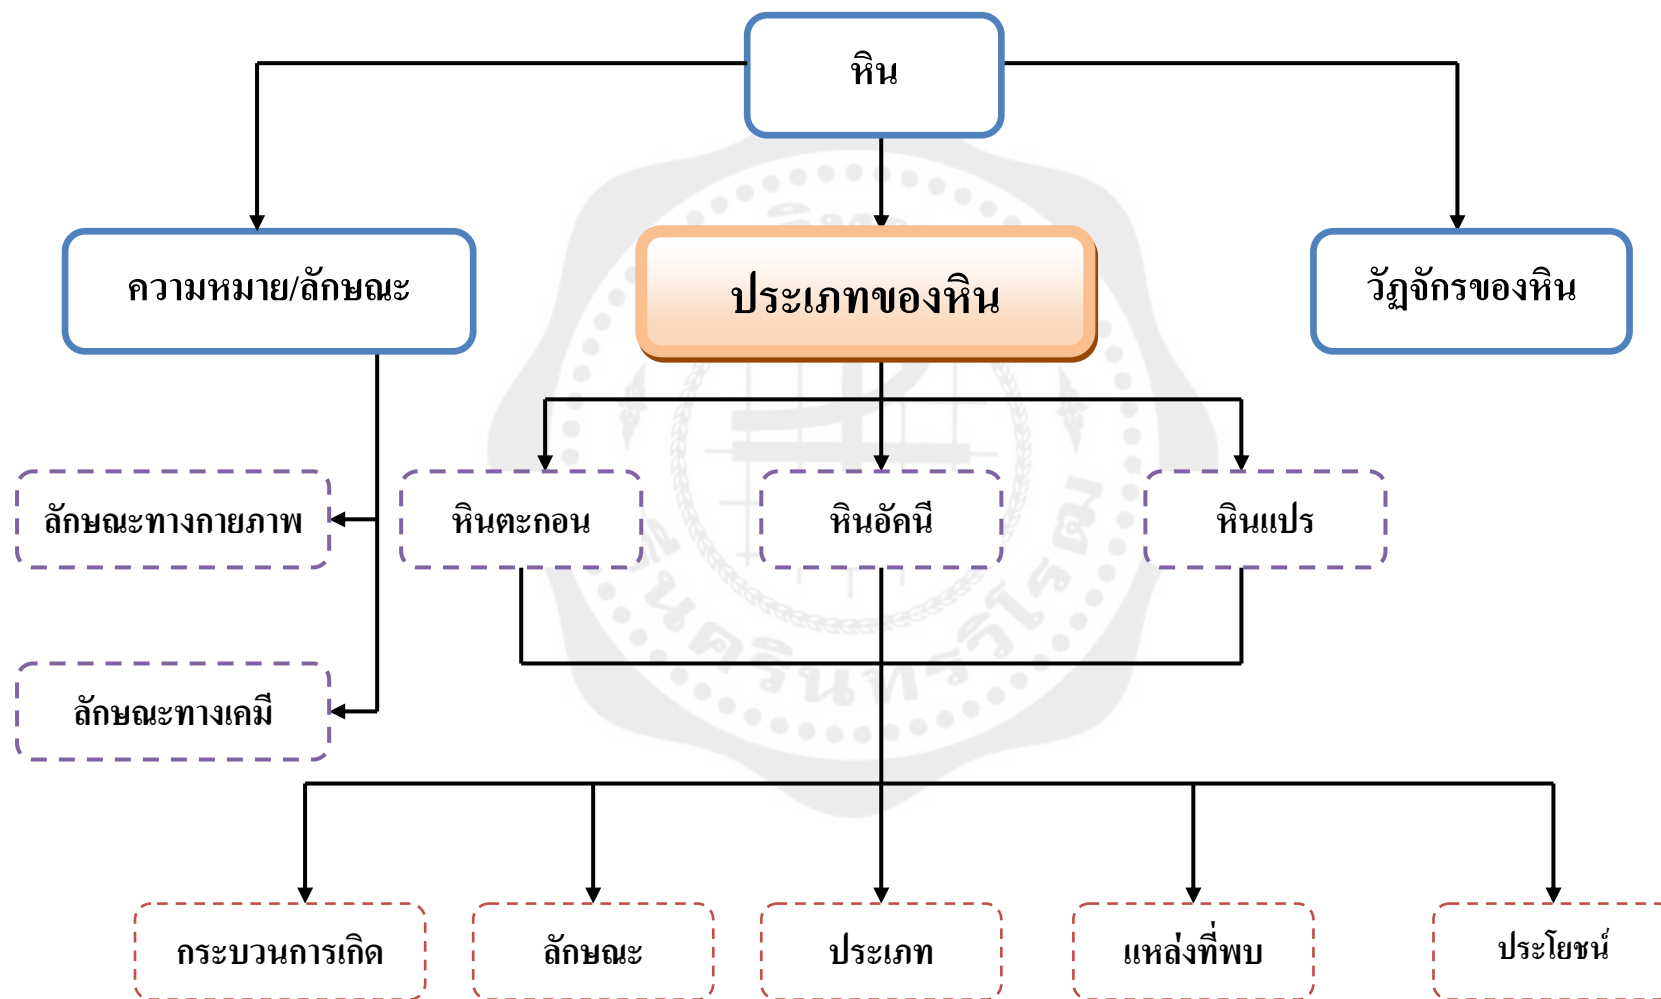 หิน
ความหมาย/ลักษณะ
ประเภทของหิน
วัฏจักรของหิน
ลักษณะทางกายภาพ
หินตะกอน
หินอัคนี
หินแปร
ลักษณะทางเคมี
กระบวนการเกิด
ลักษณะ
ประเภท
แหล่งที่พบ
ประโยชน์